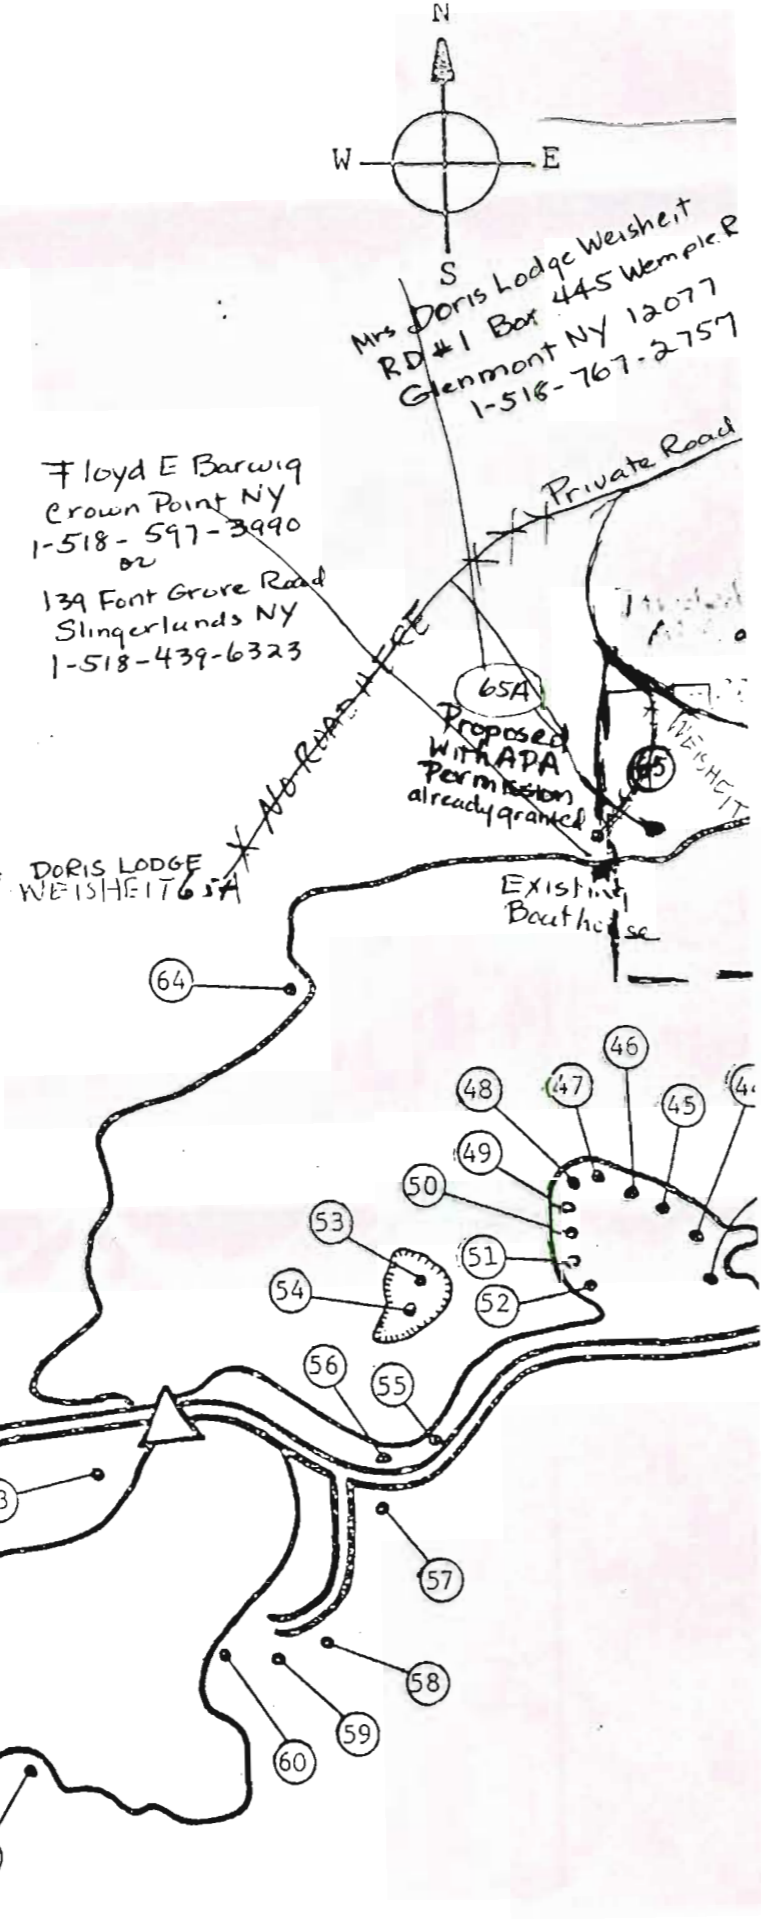 N
W E
S
Mrs Doris Lodge Weisheit
RD #1 Box 445 Wemple R
Glenmont NY 12077
1-518-767-2757
Floyd E Barwig
Crown Point NY
1-518-597-3990
or
139 Font Grove Road
Slingerlands NY
1-518-439-6323
Private Road
NO ROAD HERE
65A
Proposed
With APA
Permission
already granted
65
WEISHEIT
DORIS LODGE
WEISHEIT 65A
Existing
Boathouse
64
46
48
47
45
49
50
53
51
54
52
56
55
57
58
59
60